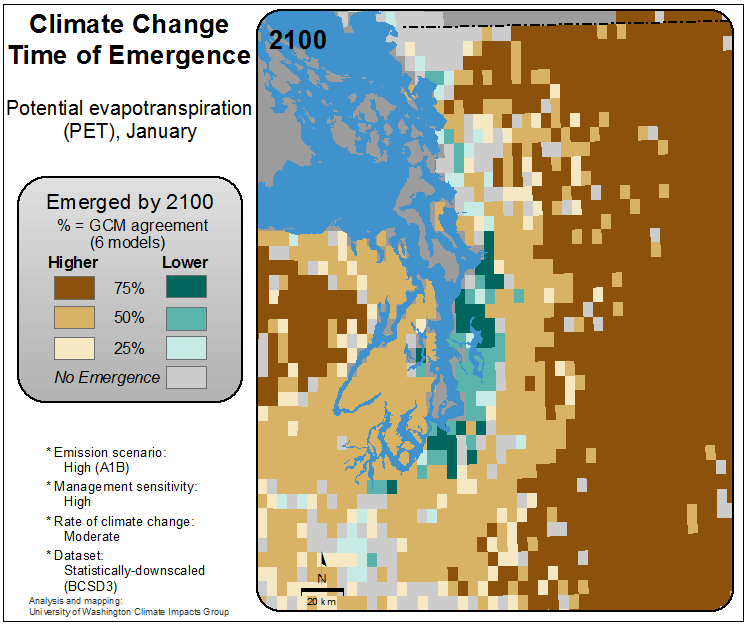 Climate Change
Time of Emergence
Potential evapotranspiration
(PET), January
Emerged by 2100
% = GCM agreement
(6 models)
Higher Lower
75%
50%
25%
No Emergence
* Emission scenario:
High (A1B)
* Management sensitivity:
High
* Rate of climate change:
Moderate
* Dataset:
Statistically-downscaled
(BCSD3)
Analysis and mapping:
University of Washington Climate Impacts Group
2100
N
20 km